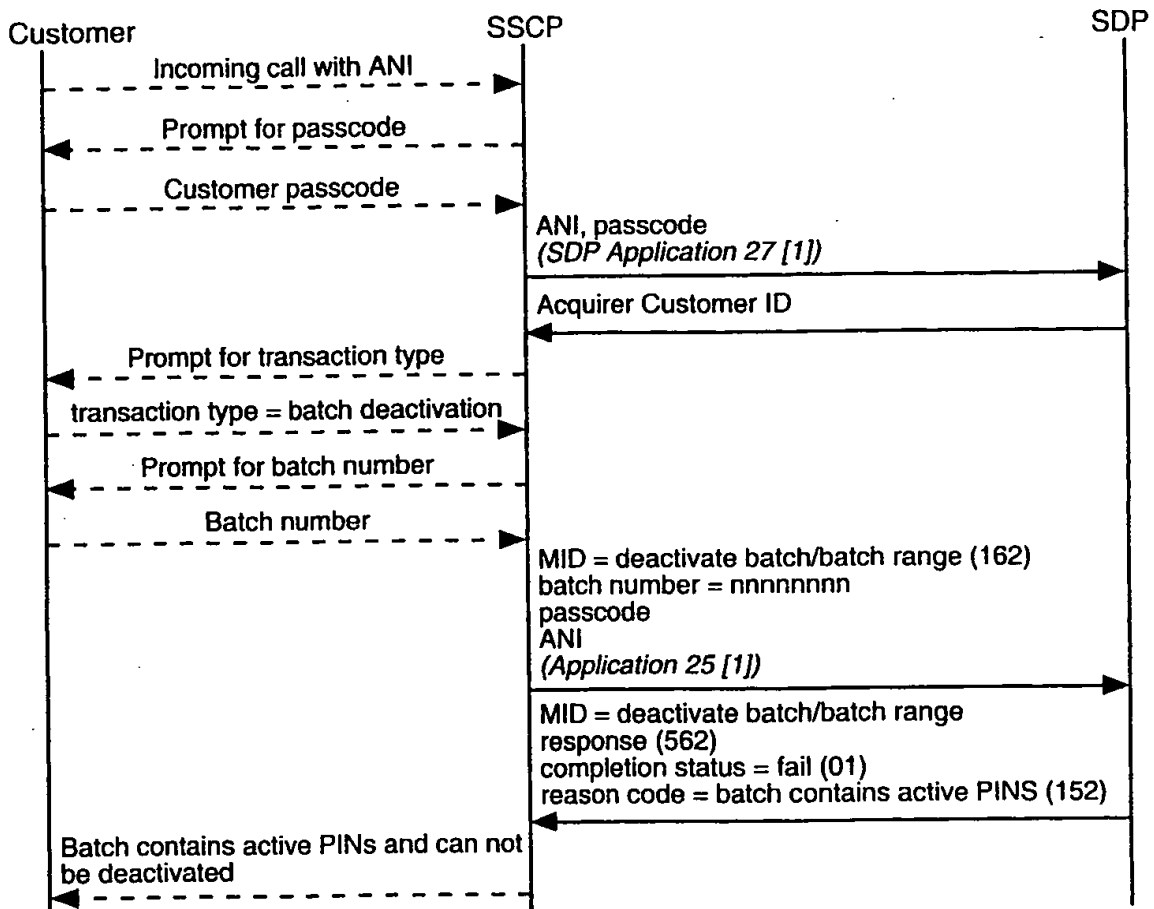 Customer
SSCP
SDP
Incoming call with ANI
Prompt for passcode
Customer passcode
ANI, passcode
(SDP Application 27 [1])
Acquirer Customer ID
Prompt for transaction type
transaction type = batch deactivation
Prompt for batch number
Batch number
MID = deactivate batch/batch range (162)
batch number = nnnnnnnnn
passcode
ANI
(Application 25 [1])
MID = deactivate batch/batch range
response (562)
completion status = fail (01)
reason code = batch contains active PINS (152)
Batch contains active PINs and can not
be deactivated